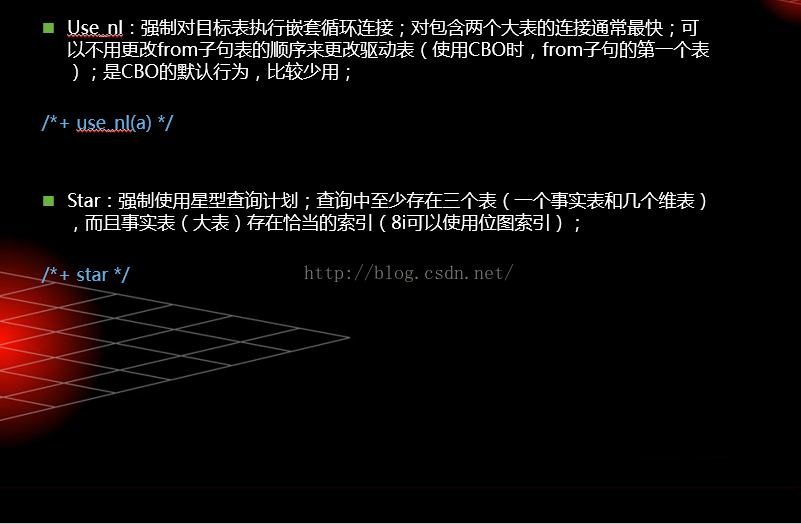 Use_nl：强制对目标表执行嵌套循环连接；对包含两个大表的连接通常最快；可
以不用更改from子句表的顺序来更改驱动表（使用CBO时，from子句的第一个表
）；是CBO的默认行为，比较少用；
/*+ use_nl(a) */
Star：强制使用星型查询计划；查询中至少存在三个表（一个事实表和几个维表）
，而且事实表（大表）存在恰当的索引（8i可以使用位图索引）；
/*+ star */
http://blog.csdn.net/